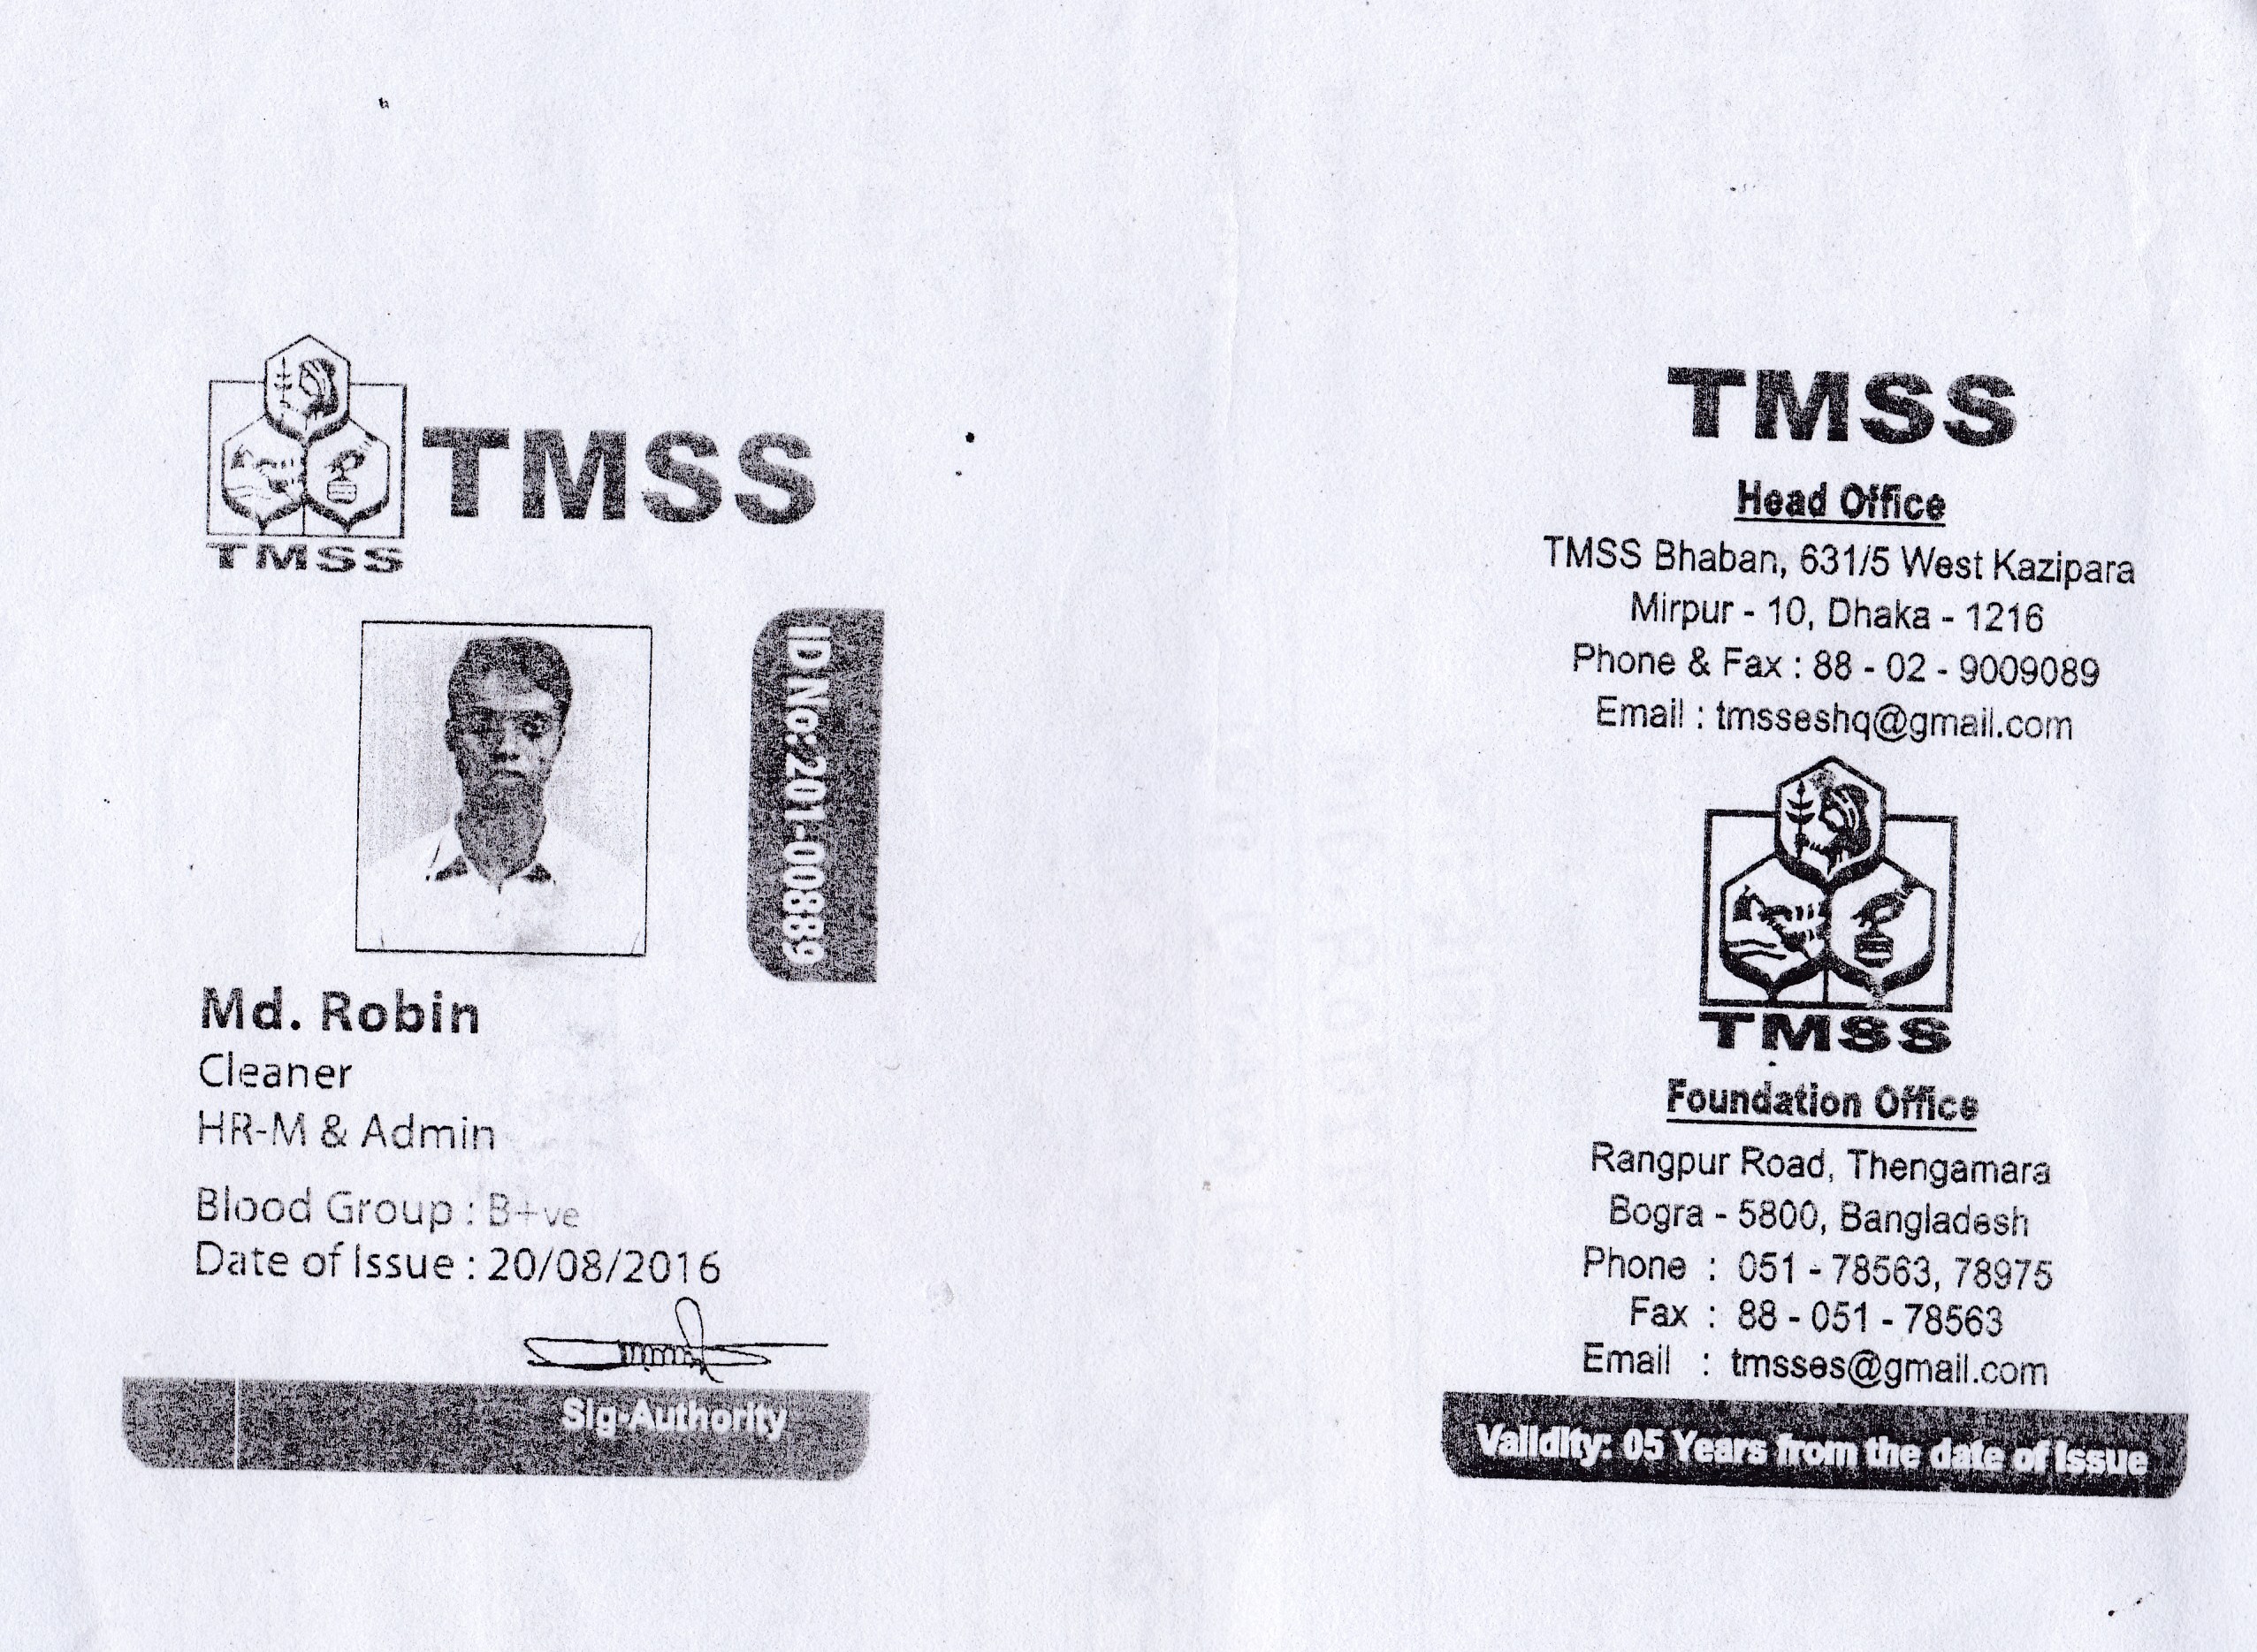 TMSS
TMSS
ID No: 201-00889
Md. Robin
Cleaner
HR-M & Admin
Blood Group : B+ve
Date of Issue : 20/08/2016
Sig-Authority
TMSS
Head Office
TMSS Bhaban, 631/5 West Kazipara
Mirpur - 10, Dhaka - 1216
Phone & Fax : 88 - 02 - 9009089
Email : tmsseshq@gmail.com
TMSS
Foundation Office
Rangpur Road, Thengamara
Bogra - 5800, Bangladesh
Phone : 051 - 78563, 78975
Fax : 88 - 051 - 78563
Email : tmsses@gmail.com
Validity: 05 Years from the date of Issue